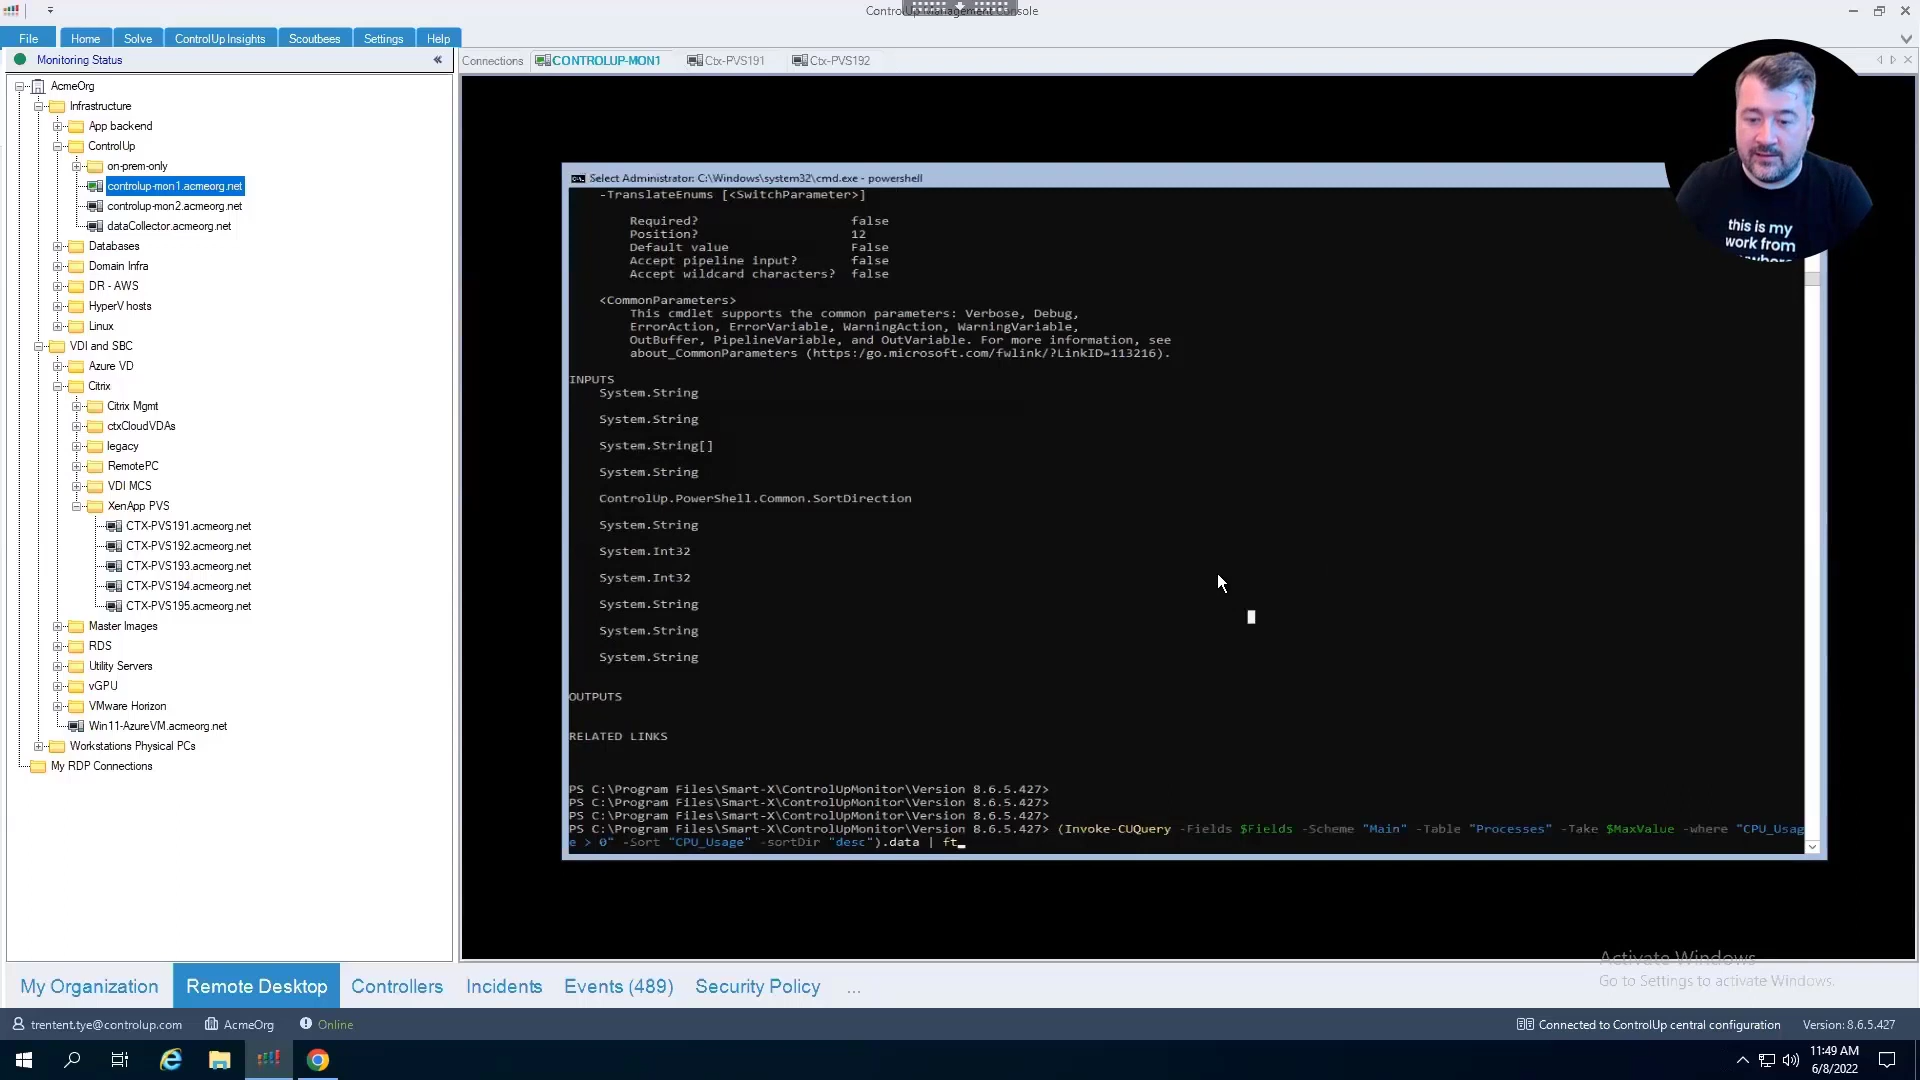 File
Home
Solve
ControlUp Insights
Scoutbees
Settings
Help
Monitoring Status
«
Connections
CONTROLUP-MON1
Ctx-PVS191
Ctx-PVS192
AcmeOrg
Infrastructure
App backend
ControlUp
on-prem-only
controlup-mon1.acmeorg.net
controlup-mon2.acmeorg.net
dataCollector.acmeorg.net
Databases
Domain Infra
DR - AWS
HyperV hosts
Linux
VDI and SBC
Azure VD
Citrix
Citrix Mgmt
ctxCloudVDAs
legacy
RemotePC
VDI MCS
XenApp PVS
CTX-PVS191.acmeorg.net
CTX-PVS192.acmeorg.net
CTX-PVS193.acmeorg.net
CTX-PVS194.acmeorg.net
CTX-PVS195.acmeorg.net
Master Images
RDS
Utility Servers
vGPU
VMware Horizon
Win11-AzureVM.acmeorg.net
Workstations Physical PCs
My RDP Connections
Select Administrator: C:\Windows\system32\cmd.exe - powershell
-TranslateEnums [<SwitchParameter>]
Required? false
Position? 12
Default value False
Accept pipeline input? false
Accept wildcard characters? false
<CommonParameters>
This cmdlet supports the common parameters: Verbose, Debug,
ErrorAction, ErrorVariable, WarningAction, WarningVariable,
OutBuffer, PipelineVariable, and OutVariable. For more information, see
about_CommonParameters (https:/go.microsoft.com/fwlink/?LinkID=113216).
INPUTS
System.String
System.String
System.String[]
System.String
ControlUp.PowerShell.Common.SortDirection
System.String
System.Int32
System.Int32
System.String
System.String
System.String
OUTPUTS
RELATED LINKS
PS C:\Program Files\Smart-X\ControlUpMonitor\Version 8.6.5.427>
PS C:\Program Files\Smart-X\ControlUpMonitor\Version 8.6.5.427>
PS C:\Program Files\Smart-X\ControlUpMonitor\Version 8.6.5.427>
PS C:\Program Files\Smart-X\ControlUpMonitor\Version 8.6.5.427> (Invoke-CUQuery -Fields $Fields -Scheme "Main" -Table "Processes" -Take $MaxValue -where "CPU_Usag
e > 0" -Sort "CPU_Usage" -sortDir "desc").data | ft
this is my
work from
Activate Windows
Go to Settings to activate Windows.
My Organization
Remote Desktop
Controllers
Incidents
Events (489)
Security Policy
...
trentent.tye@controlup.com
AcmeOrg
Online
Connected to ControlUp central configuration
Version: 8.6.5.427
11:49 AM
6/8/2022